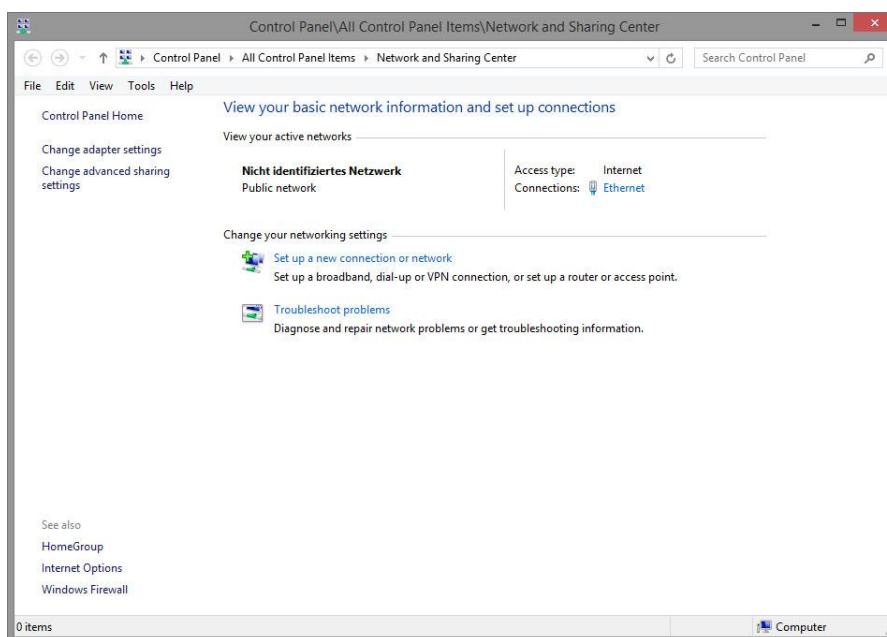 Control Panel\All Control Panel Items\Network and Sharing Center
Control Panel All Control Panel Items Network and Sharing Center
Search Control Panel
File Edit View Tools Help
Control Panel Home
Change adapter settings
Change advanced sharing
settings
View your basic network information and set up connections
View your active networks
Nicht identifiziertes Netzwerk
Public network
Access type: Internet
Connections: Ethernet
Change your networking settings
Set up a new connection or network
Set up a broadband, dial-up or VPN connection, or set up a router or access point.
Troubleshoot problems
Diagnose and repair network problems or get troubleshooting information.
See also
HomeGroup
Internet Options
Windows Firewall
0 items
Computer